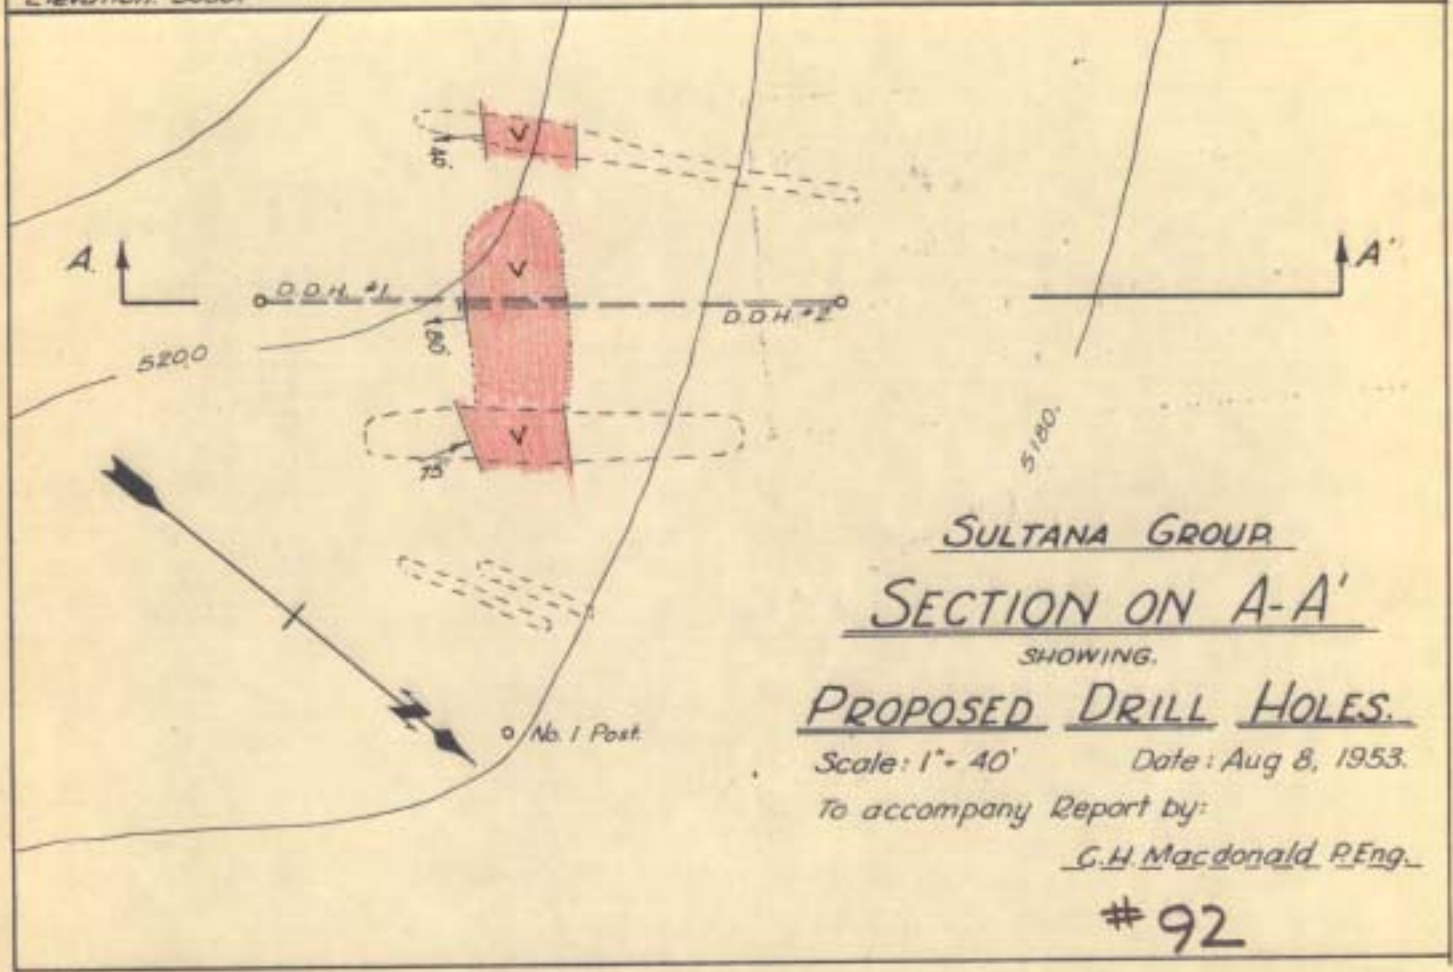 40'
A.
A'
D.D.H. #1
D.D.H. #2
80'
5200
75'
5180.
SULTANA GROUP.
SECTION ON A-A'
SHOWING.
PROPOSED DRILL HOLES.
Scale: 1"- 40' Date: Aug 8, 1953.
No. 1 Post.
To accompany Report by:
G.H. Macdonald P.Eng.
#92